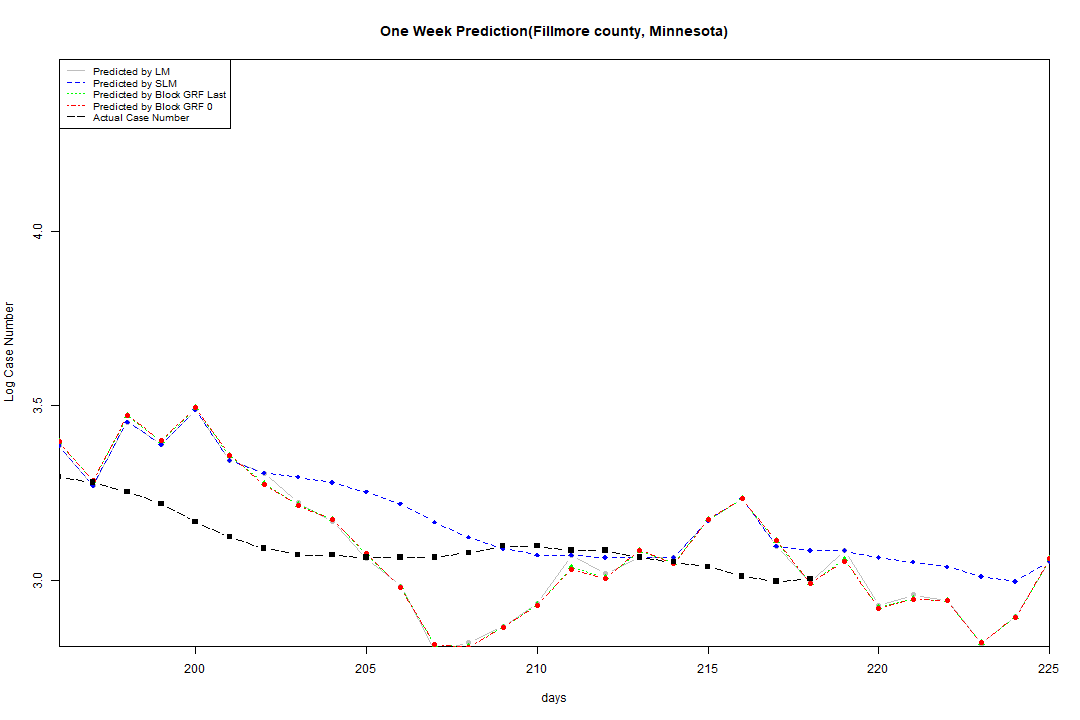 One Week Prediction(Fillmore county, Minnesota)
Predicted by LM
Predicted by SLM
Predicted by Block GRF Last
Predicted by Block GRF 0
Actual Case Number
4.0
3.5
3.0
Log Case Number
200
205
210
215
220
225
days